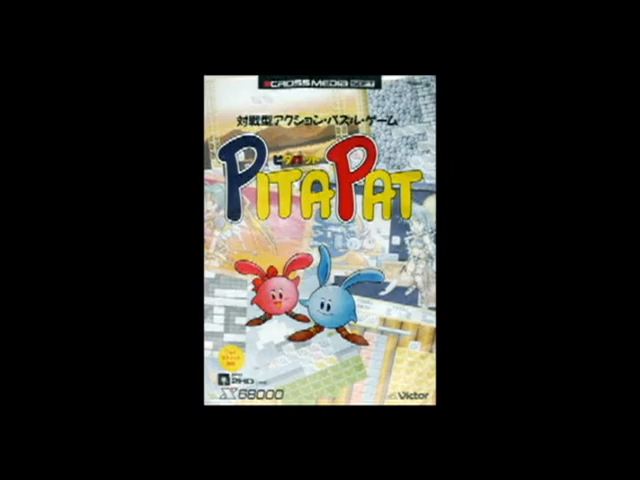 CROSS MEDIA SOFT
対戦型アクション・パズル・ゲーム
ピタパット
PITAPAT
2HD
X68000
Victor